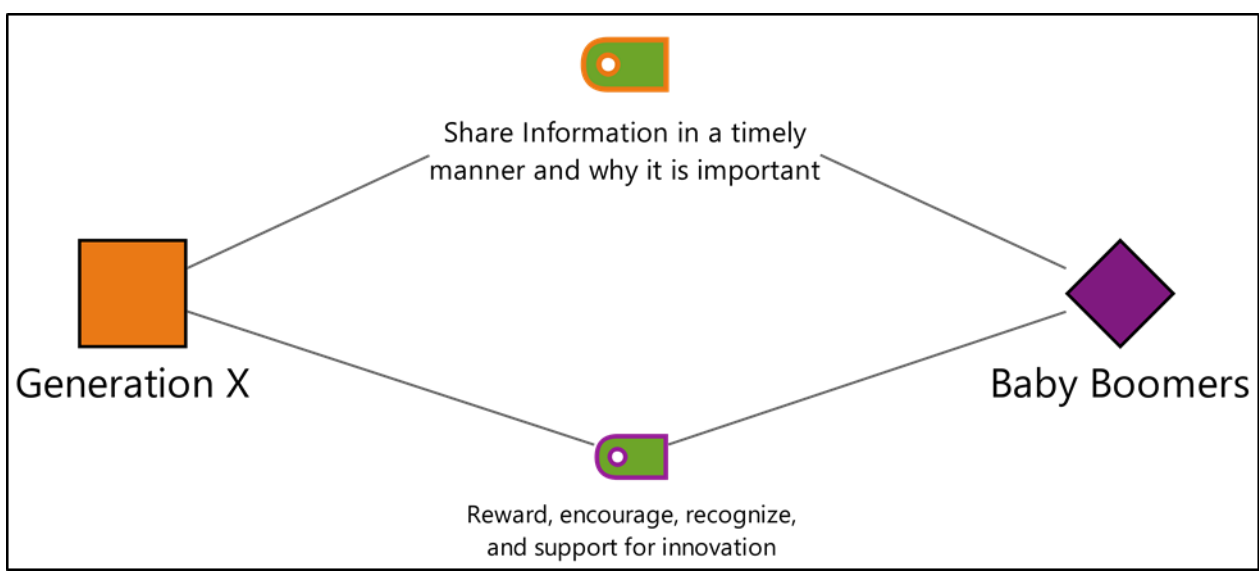 Share Information in a timely
manner and why it is important
Generation X
Baby Boomers
Reward, encourage, recognize,
and support for innovation